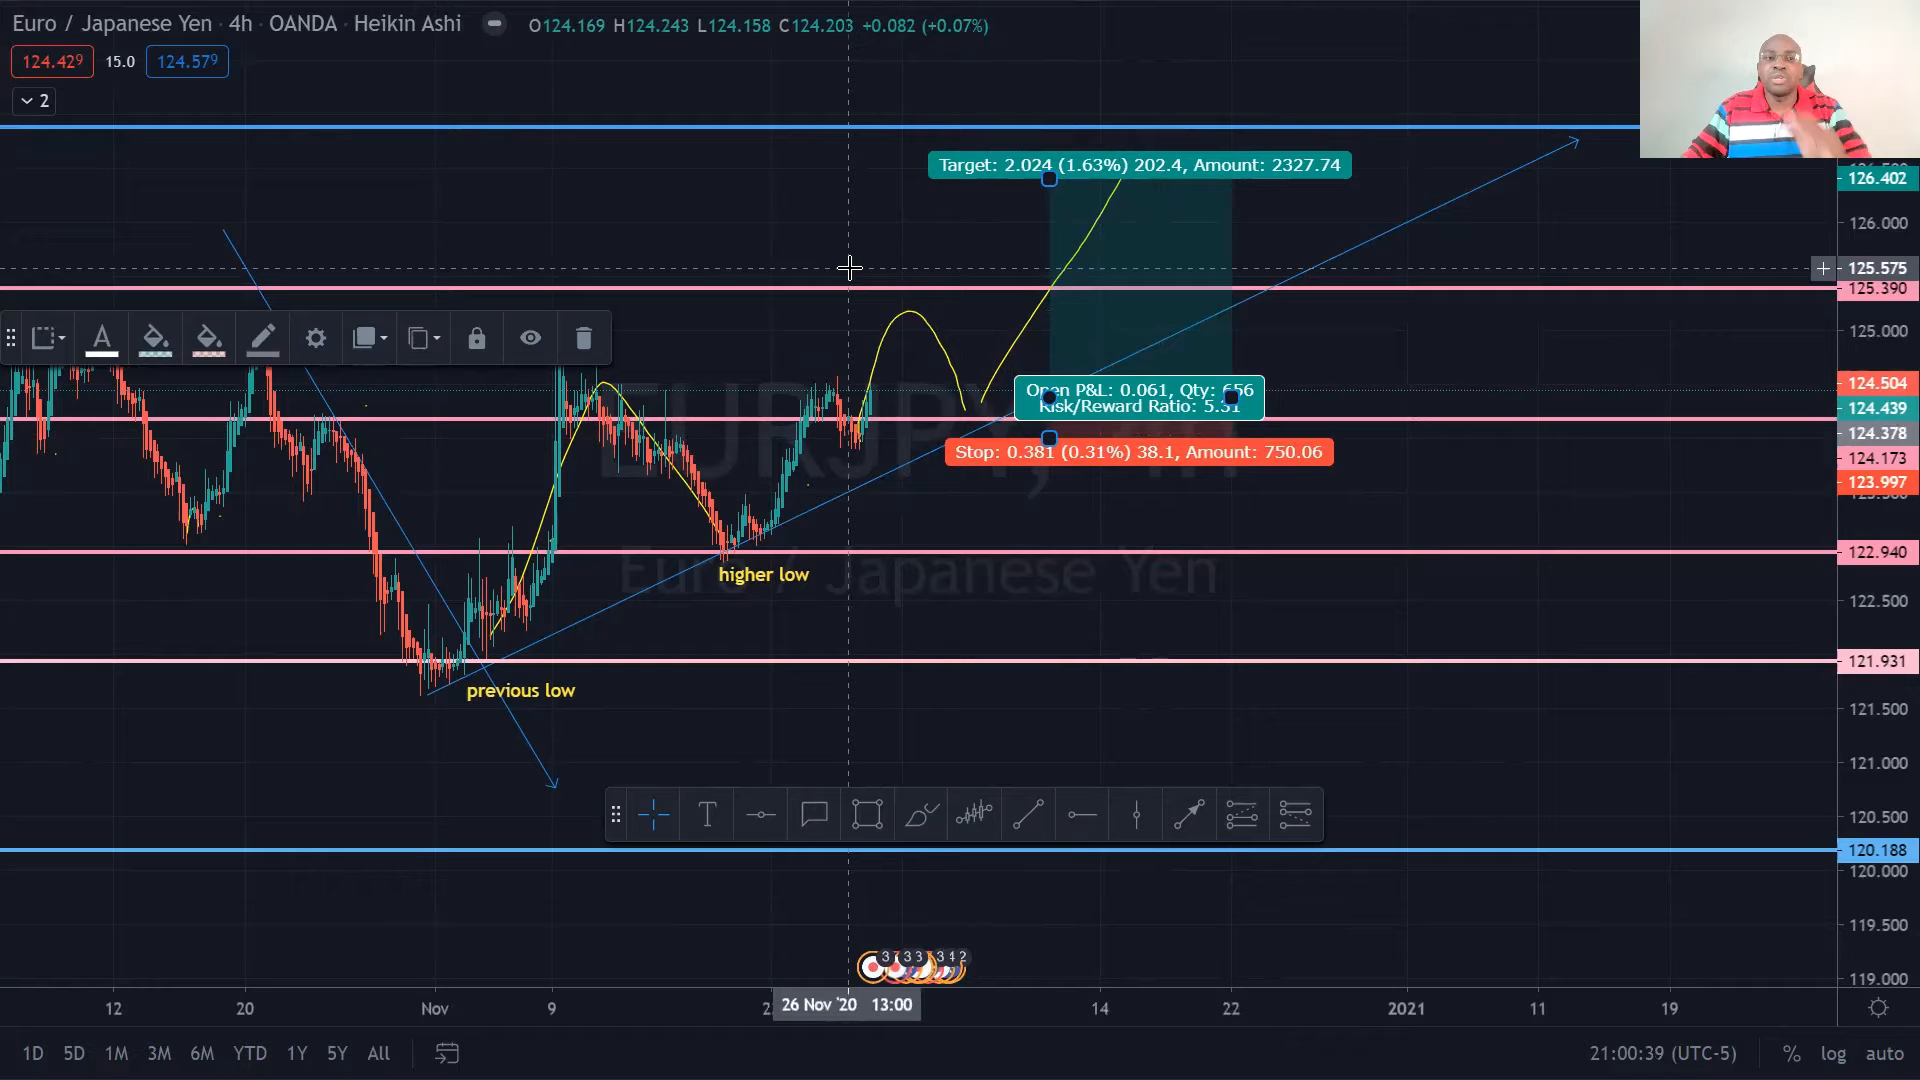 Euro / Japanese Yen · 4h · OANDA · Heikin Ashi O124.169 H124.243 L124.158 C124.203 +0.082 (+0.07%)
124.429 15.0 124.579
2
Target: 2.024 (1.63%) 202.4, Amount: 2327.74
126.402
126.000
125.575
125.390
125.000
Open P&L: 0.061, Qty: 656
Risk/Reward Ratio: 5.31
124.504
124.439
124.378
Stop: 0.381 (0.31%) 38.1, Amount: 750.06
124.173
123.997
EURJPY, 4h
122.940
higher low
Euro / Japanese Yen
122.500
121.931
previous low
121.500
121.000
T
120.500
120.188
120.000
119.500
119.000
12 20 Nov 9 26 Nov '20 13:00 14 22 2021 11 19
1D 5D 1M 3M 6M YTD 1Y 5Y All 21:00:39 (UTC-5) % log auto